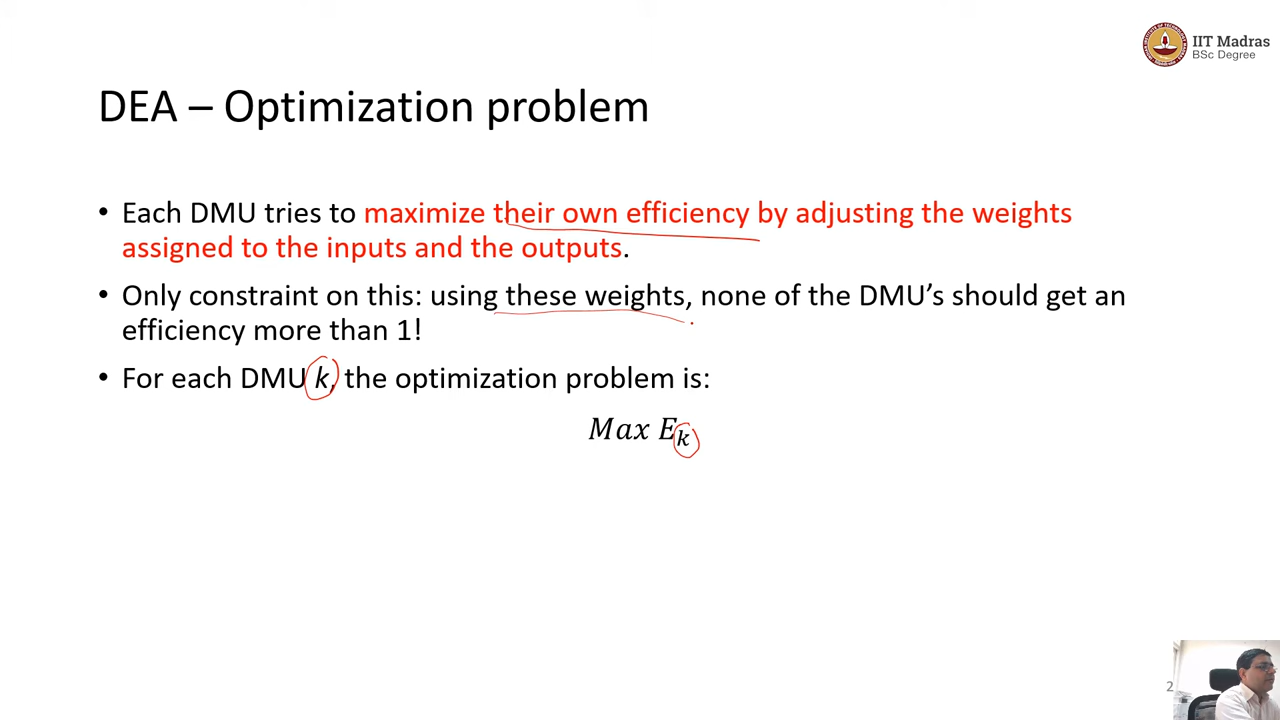 IIT Madras
BSc Degree
DEA – Optimization problem
• Each DMU tries to maximize their own efficiency by adjusting the weights
assigned to the inputs and the outputs.
• Only constraint on this: using these weights, none of the DMU’s should get an
efficiency more than 1!
• For each DMU k, the optimization problem is:
Max E_k
2